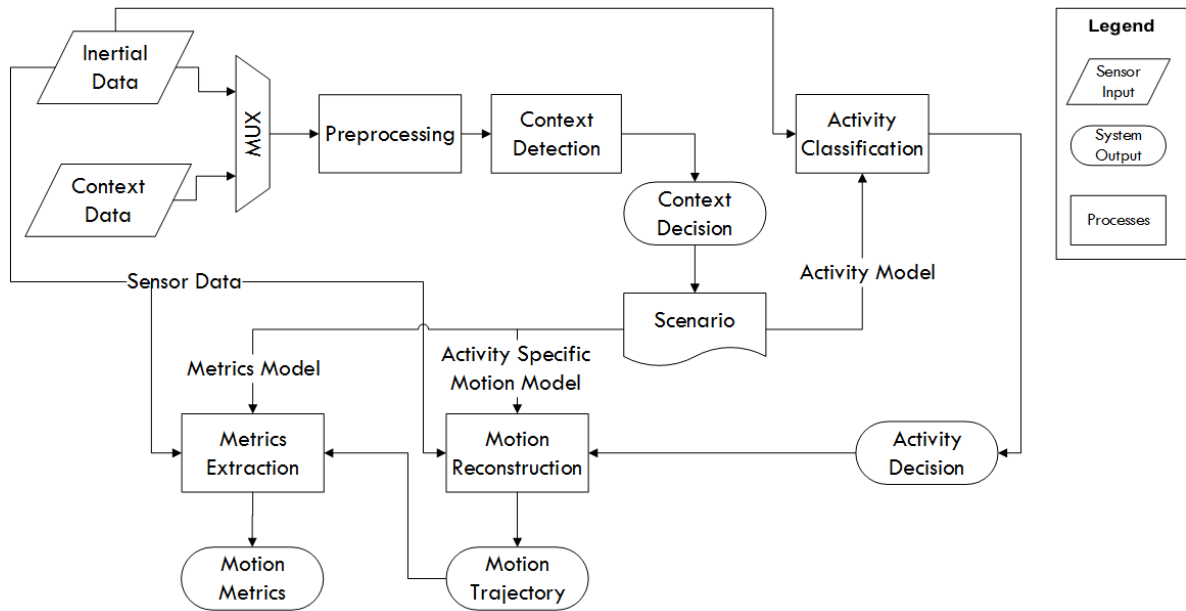 Inertial
Data
Context
Data
MUX
Preprocessing
Context
Detection
Activity
Classification
Context
Decision
Sensor Data
Activity Model
Scenario
Metrics Model
Activity Specific
Motion Model
Metrics
Extraction
Motion
Reconstruction
Activity
Decision
Motion
Metrics
Motion
Trajectory
Legend
Sensor
Input
System
Output
Processes